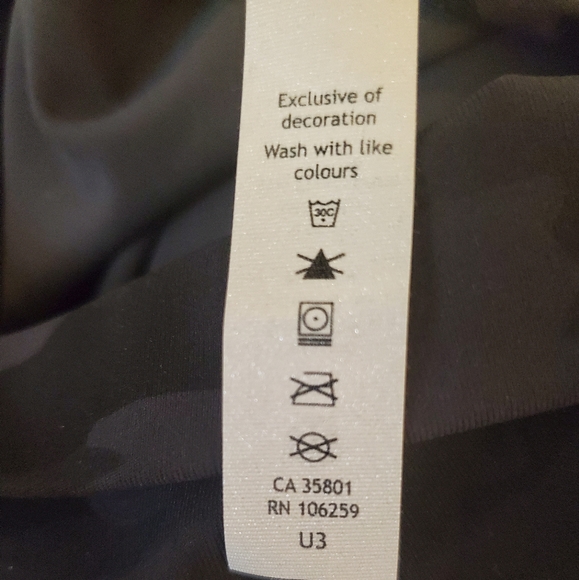 Exclusive of
decoration
Wash with like
colours
30C
CA 35801
RN 106259
U3